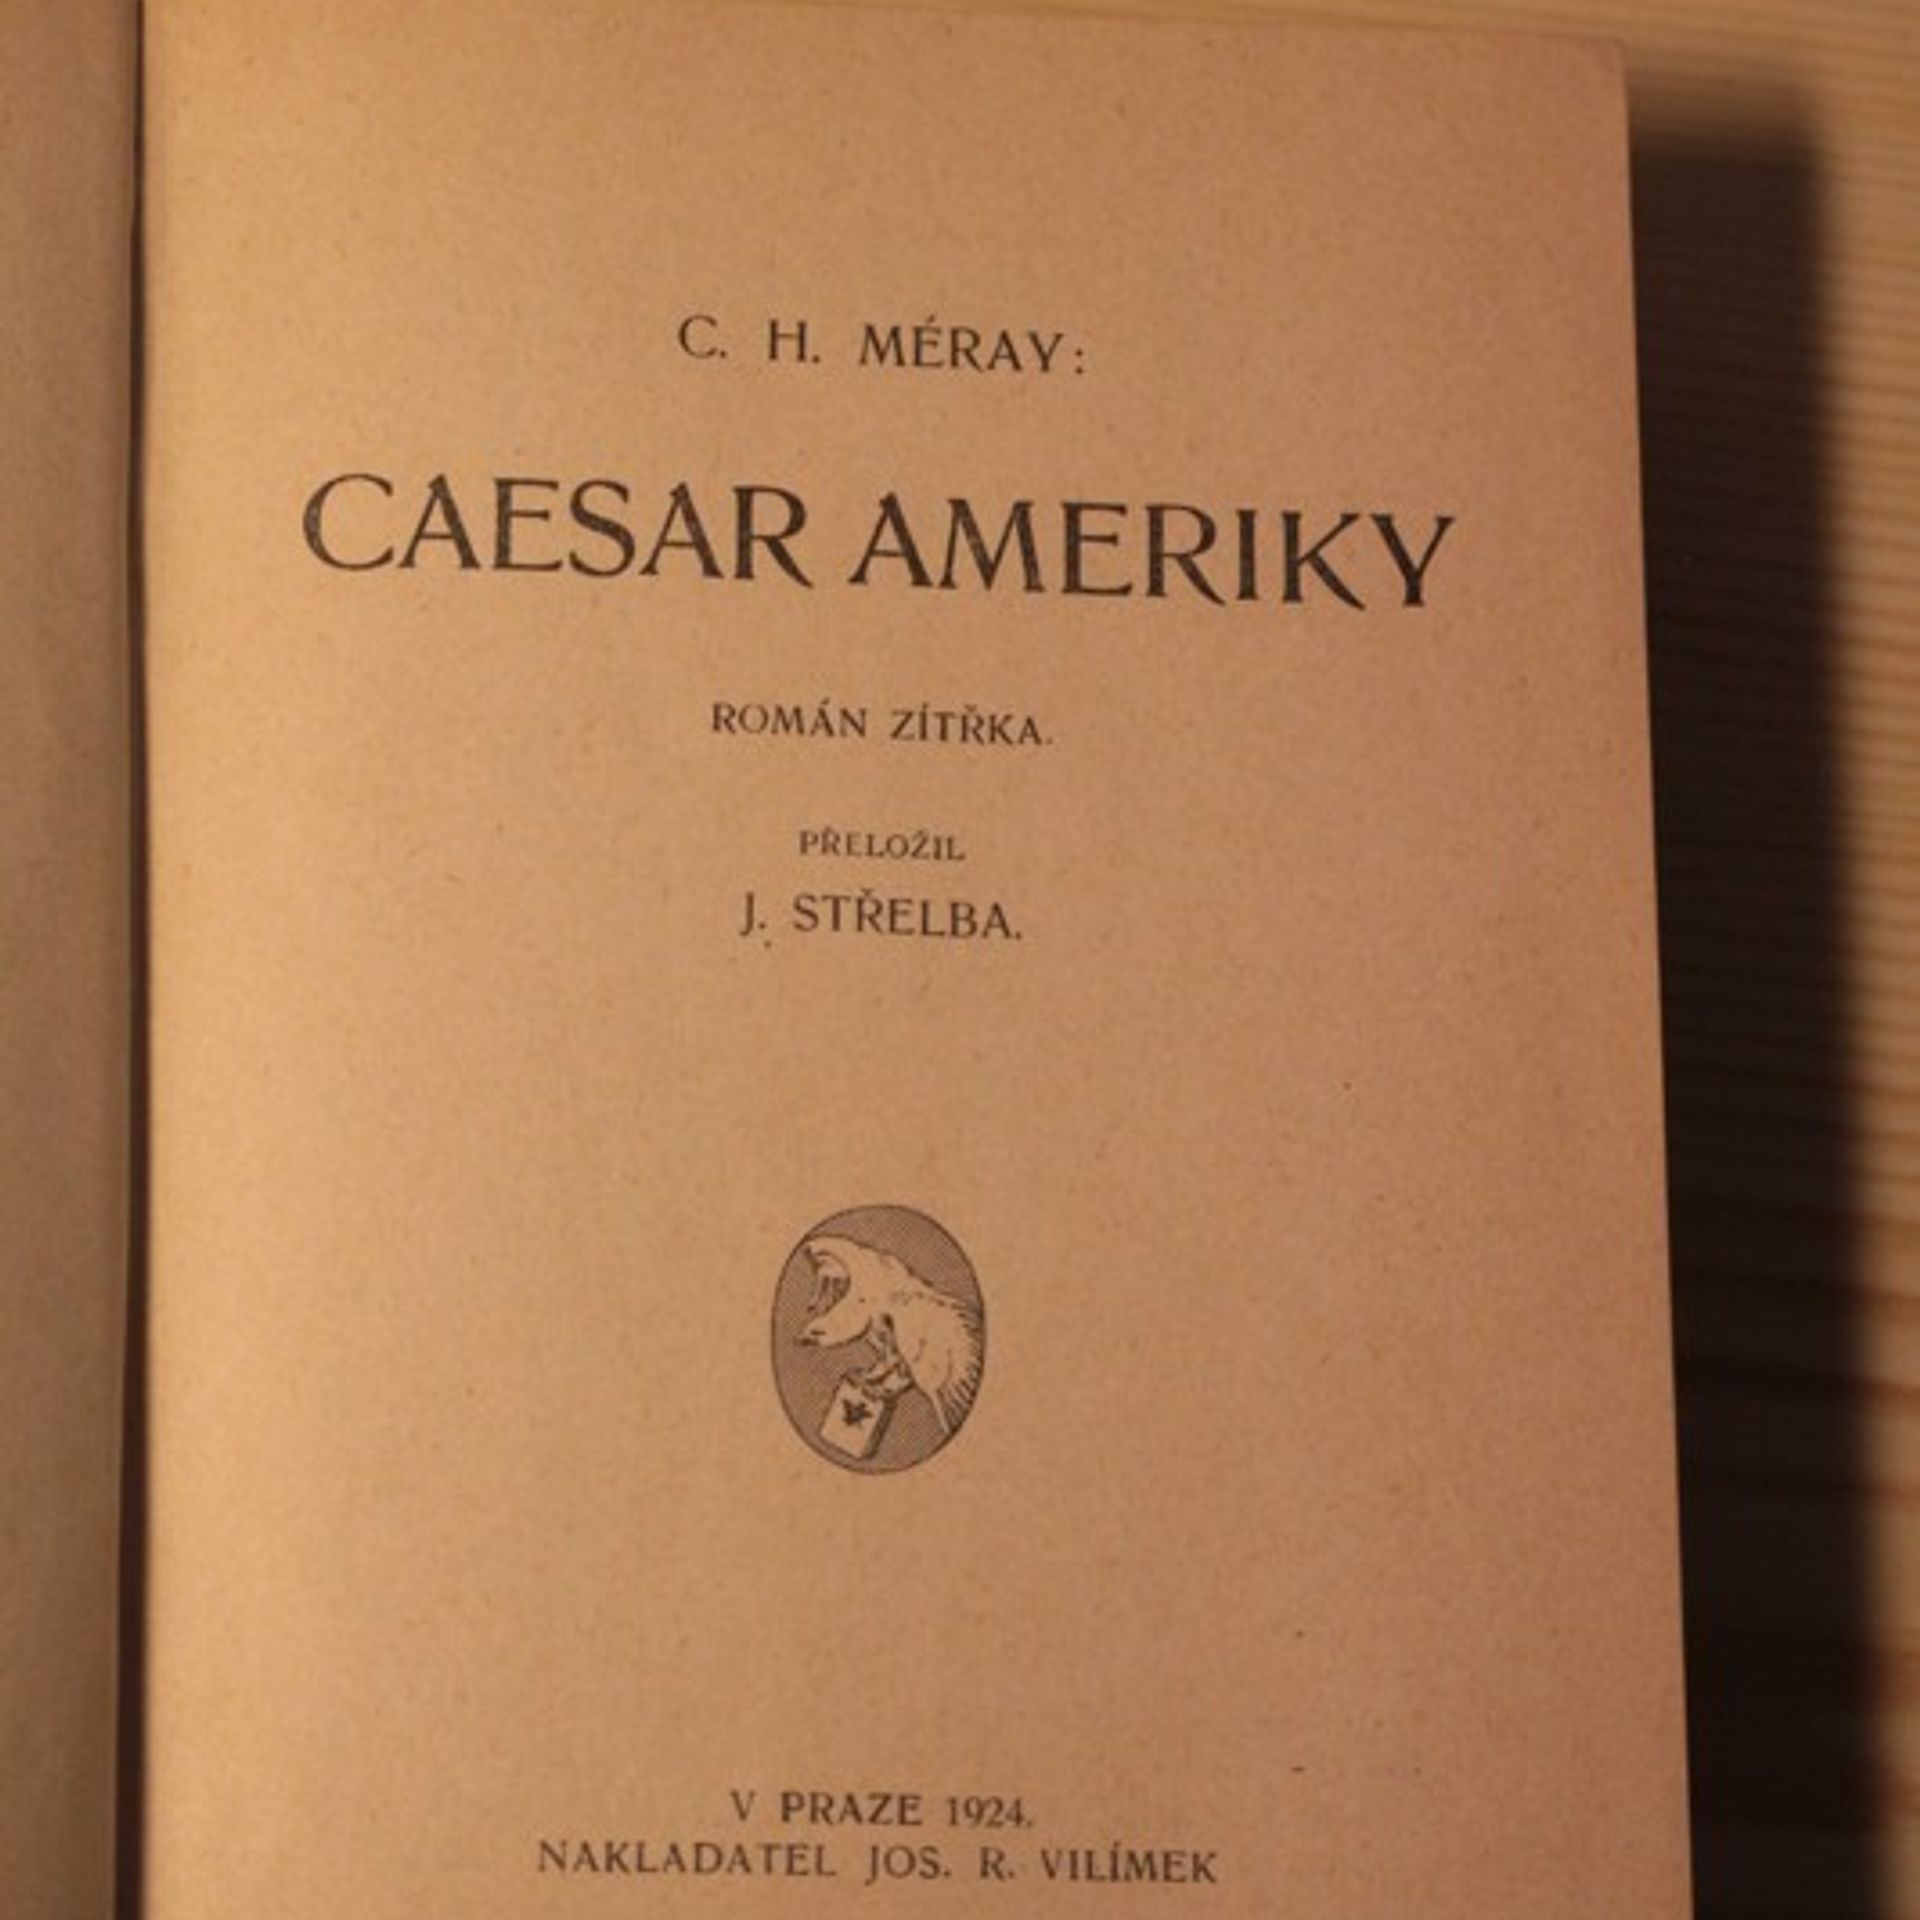 C. H. MÉRAY:
CAESAR AMERIKY
ROMÁN ZÍTŘKA.
PŘELOŽIL
J. STŘELBA.
V PRAZE 1924.
NAKLADATEL JOS. R. VILÍMEK